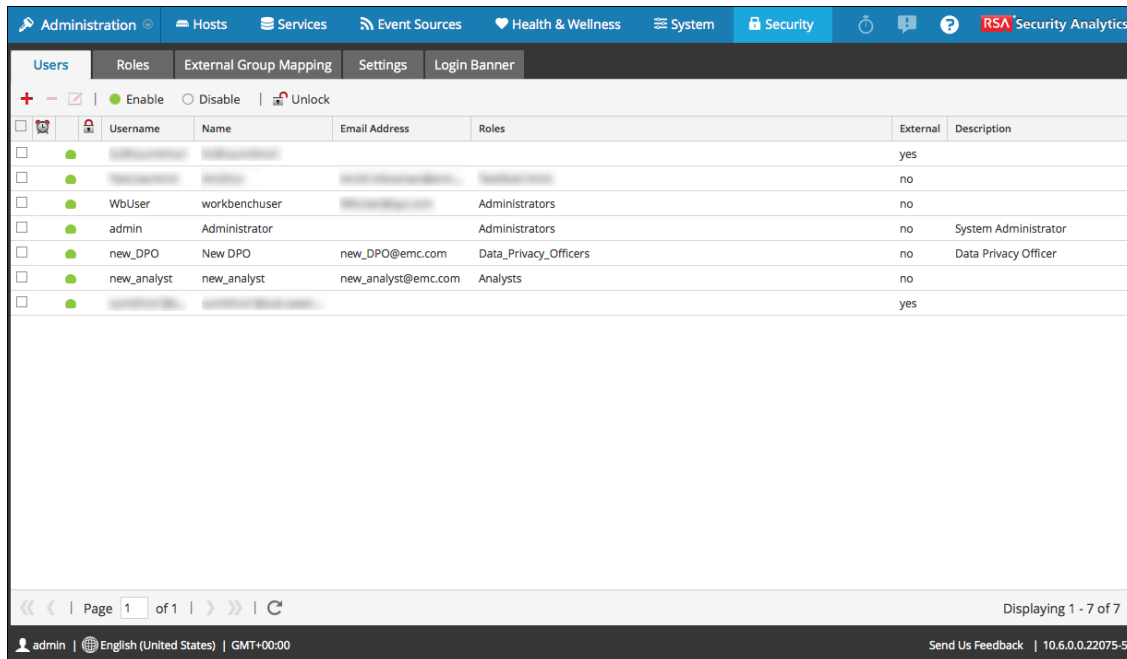 Administration Hosts Services Event Sources Health & Wellness System Security RSA Security Analytics
Users Roles External Group Mapping Settings Login Banner
Enable Disable | Unlock
Username Name Email Address Roles External Description
yes
no
WbUser workbenchuser Administrators no
admin Administrator Administrators no System Administrator
new_DPO New DPO new_DPO@emc.com Data_Privacy_Officers no Data Privacy Officer
new_analyst new_analyst new_analyst@emc.com Analysts no
yes
| Page 1 of 1 | | Displaying 1 - 7 of 7
admin | English (United States) | GMT+00:00 Send Us Feedback | 10.6.0.0.22075-5